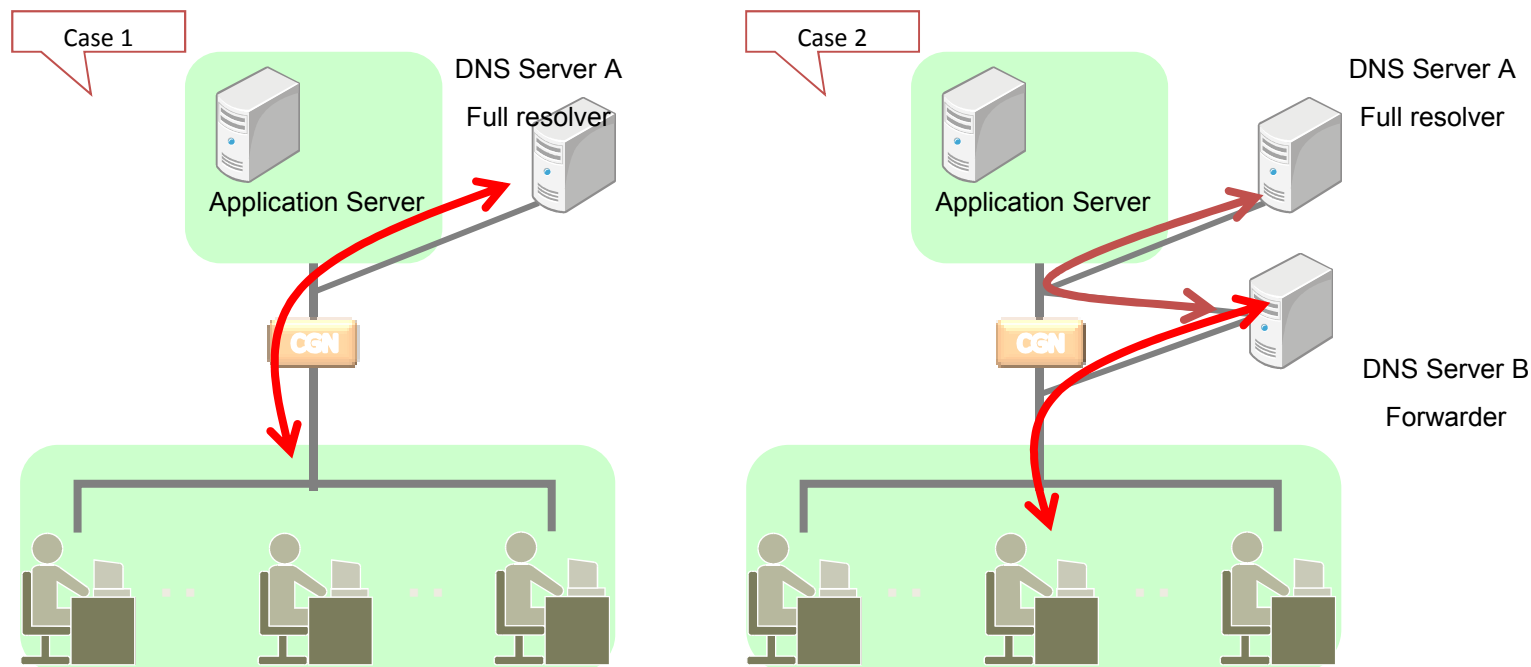 Case 1
DNS Server A
Full resolver
Application Server
CGN
Case 2
DNS Server A
Full resolver
Application Server
CGN
DNS Server B
Forwarder